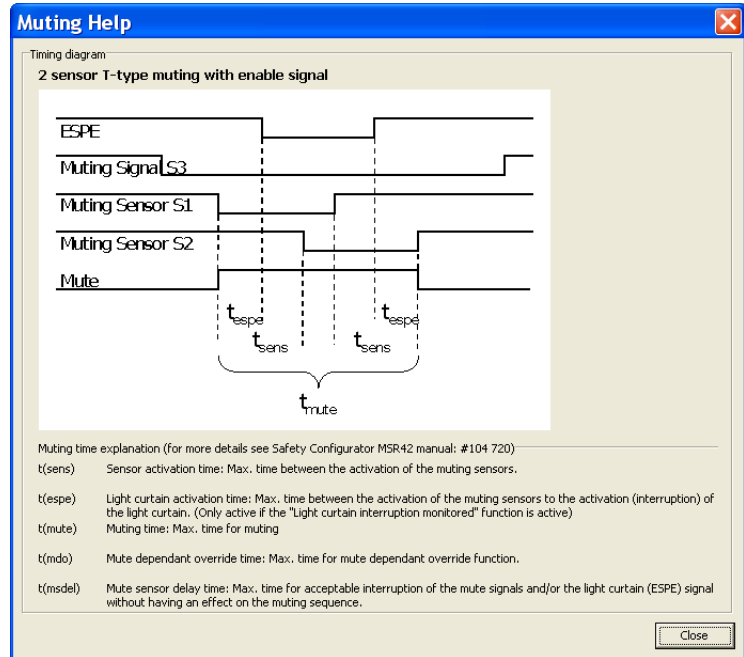 Muting Help
Timing diagram
2 sensor T-type muting with enable signal
ESPE
Muting Signal S3
Muting Sensor S1
Muting Sensor S2
Mute
tespe
tespe
tsens
tsens
tmute
Muting time explanation (for more details see Safety Configurator MSR42 manual: #104 720)
t(sens) Sensor activation time: Max. time between the activation of the muting sensors.
t(espe) Light curtain activation time: Max. time between the activation of the muting sensors to the activation (interruption) of
the light curtain. (Only active if the "Light curtain interruption monitored" function is active)
t(mute) Muting time: Max. time for muting
t(mdo) Mute dependant override time: Max. time for mute dependant override function.
t(msdel) Mute sensor delay time: Max. time for acceptable interruption of the mute signals and/or the light curtain (ESPE) signal
without having an effect on the muting sequence.
Close